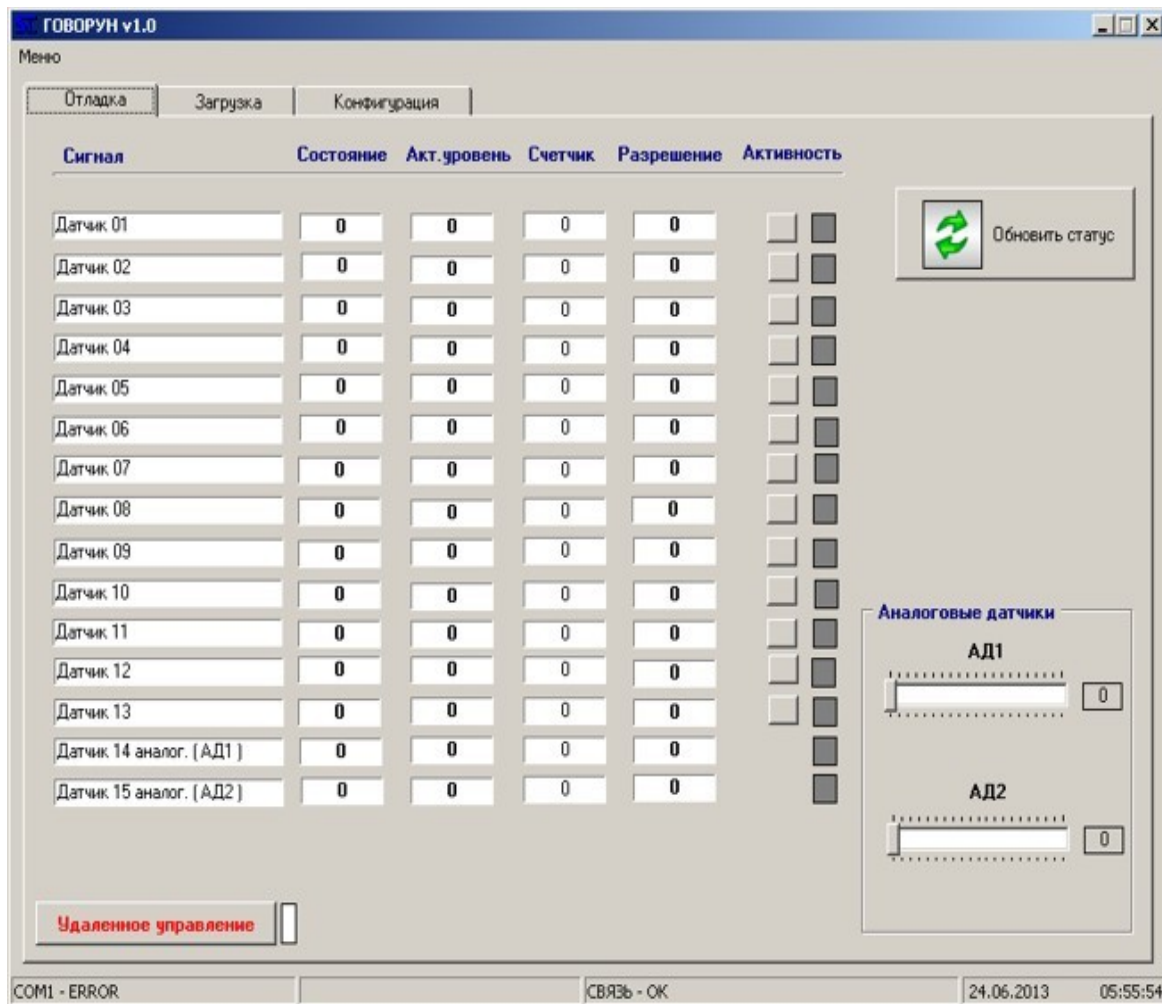 ГОВОРУН v1.0
Меню
Отладка Загрузка Конфигурация
Сигнал Состояние Акт.уровень Счетчик Разрешение Активность
Датчик 01 0 0 0 0
Обновить статус
Датчик 02 0 0 0 0
Датчик 03 0 0 0 0
Датчик 04 0 0 0 0
Датчик 05 0 0 0 0
Датчик 06 0 0 0 0
Датчик 07 0 0 0 0
Датчик 08 0 0 0 0
Датчик 09 0 0 0 0
Датчик 10 0 0 0 0
Датчик 11 0 0 0 0
Датчик 12 0 0 0 0
Датчик 13 0 0 0 0
Датчик 14 аналог. ( АД1 ) 0 0 0 0
Датчик 15 аналог. ( АД2 ) 0 0 0 0
Аналоговые датчики
АД1
0
АД2
0
Удаленное управление
COM1 - ERROR СВЯЗЬ - ОК 24.06.2013 05:55:54